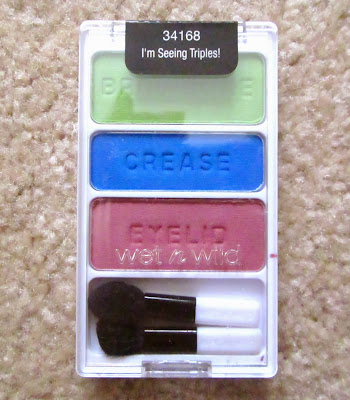 34168
I'm Seeing Triples!
CREASE
EYELID
wet n wild